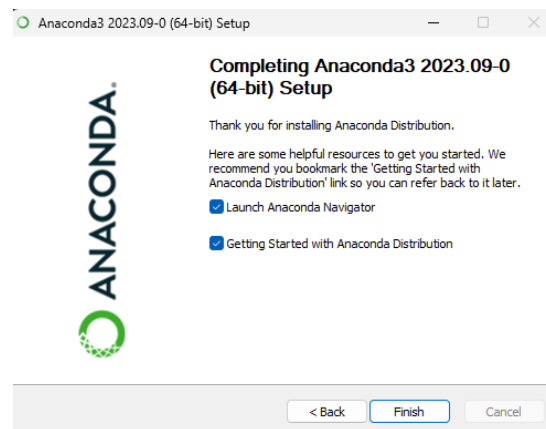 Anaconda3 2023.09-0 (64-bit) Setup
Completing Anaconda3 2023.09-0
(64-bit) Setup
Thank you for installing Anaconda Distribution.
Here are some helpful resources to get you started. We
recommend you bookmark the 'Getting Started with
Anaconda Distribution' link so you can refer back to it later.
Launch Anaconda Navigator
Getting Started with Anaconda Distribution
ANACONDA.
< Back Finish Cancel